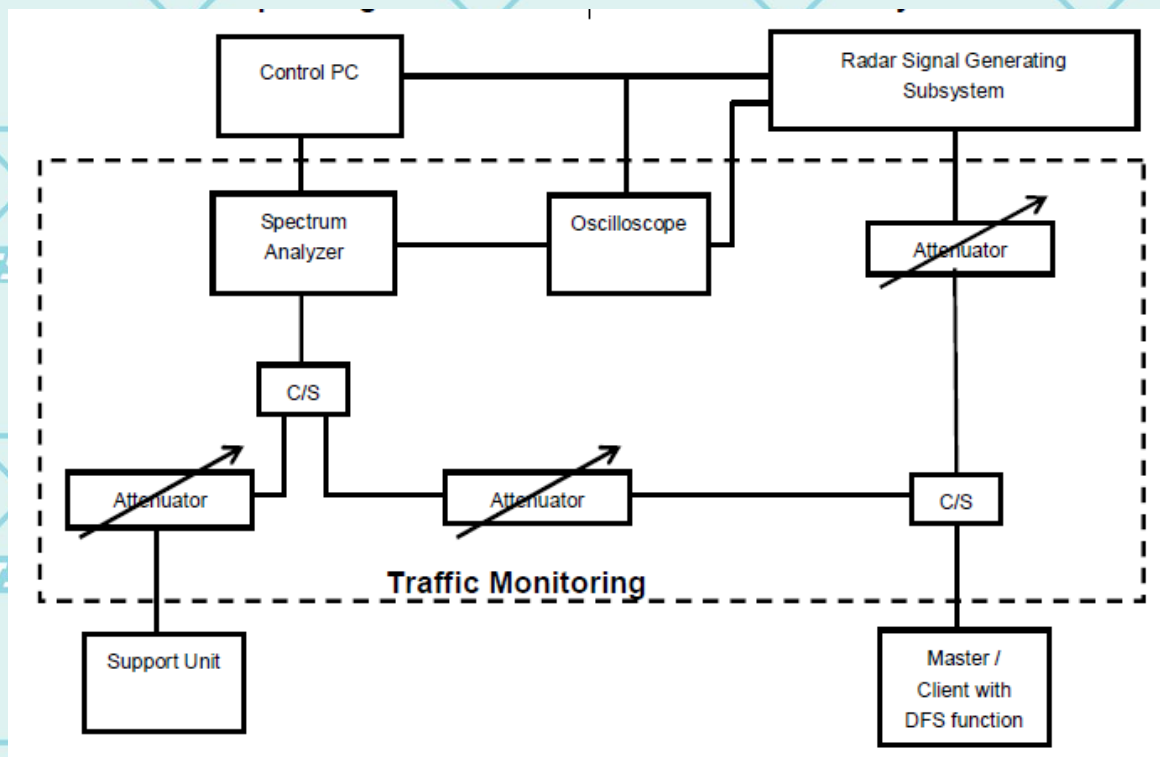 Control PC
Radar Signal Generating
Subsystem
Spectrum
Analyzer
Oscilloscope
Attenuator
C/S
Attenuator
Attenuator
C/S
Traffic Monitoring
Support Unit
Master /
Client with
DFS function